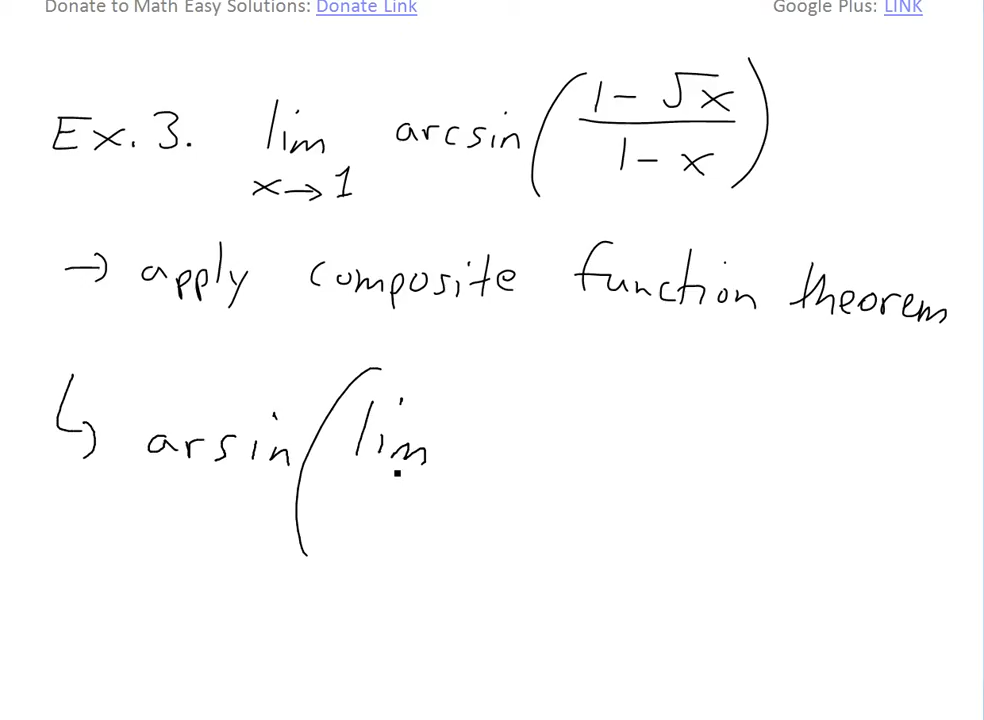 Donate to Math Easy Solutions: Donate Link Google Plus: LINK
Ex. 3. lim x→1 arcsin((1 - √x)/(1 - x))
→ apply composite function theorem
↳ arsin(lim